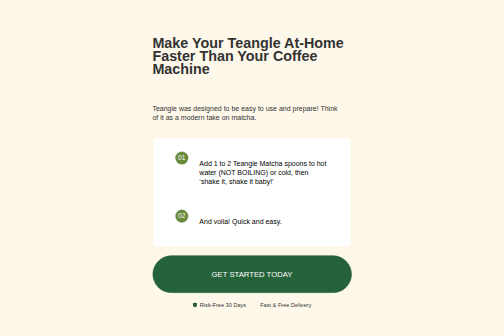 Make Your Teangle At-Home
Faster Than Your Coffee
Machine
Teangle was designed to be easy to use and prepare! Think
of it as a modern take on matcha.
01
Add 1 to 2 Teangle Matcha spoons to hot
water (NOT BOILING) or cold, then
'shake it, shake it baby!'
02
And voila! Quick and easy.
GET STARTED TODAY
Risk-Free 30 Days Fast & Free Delivery